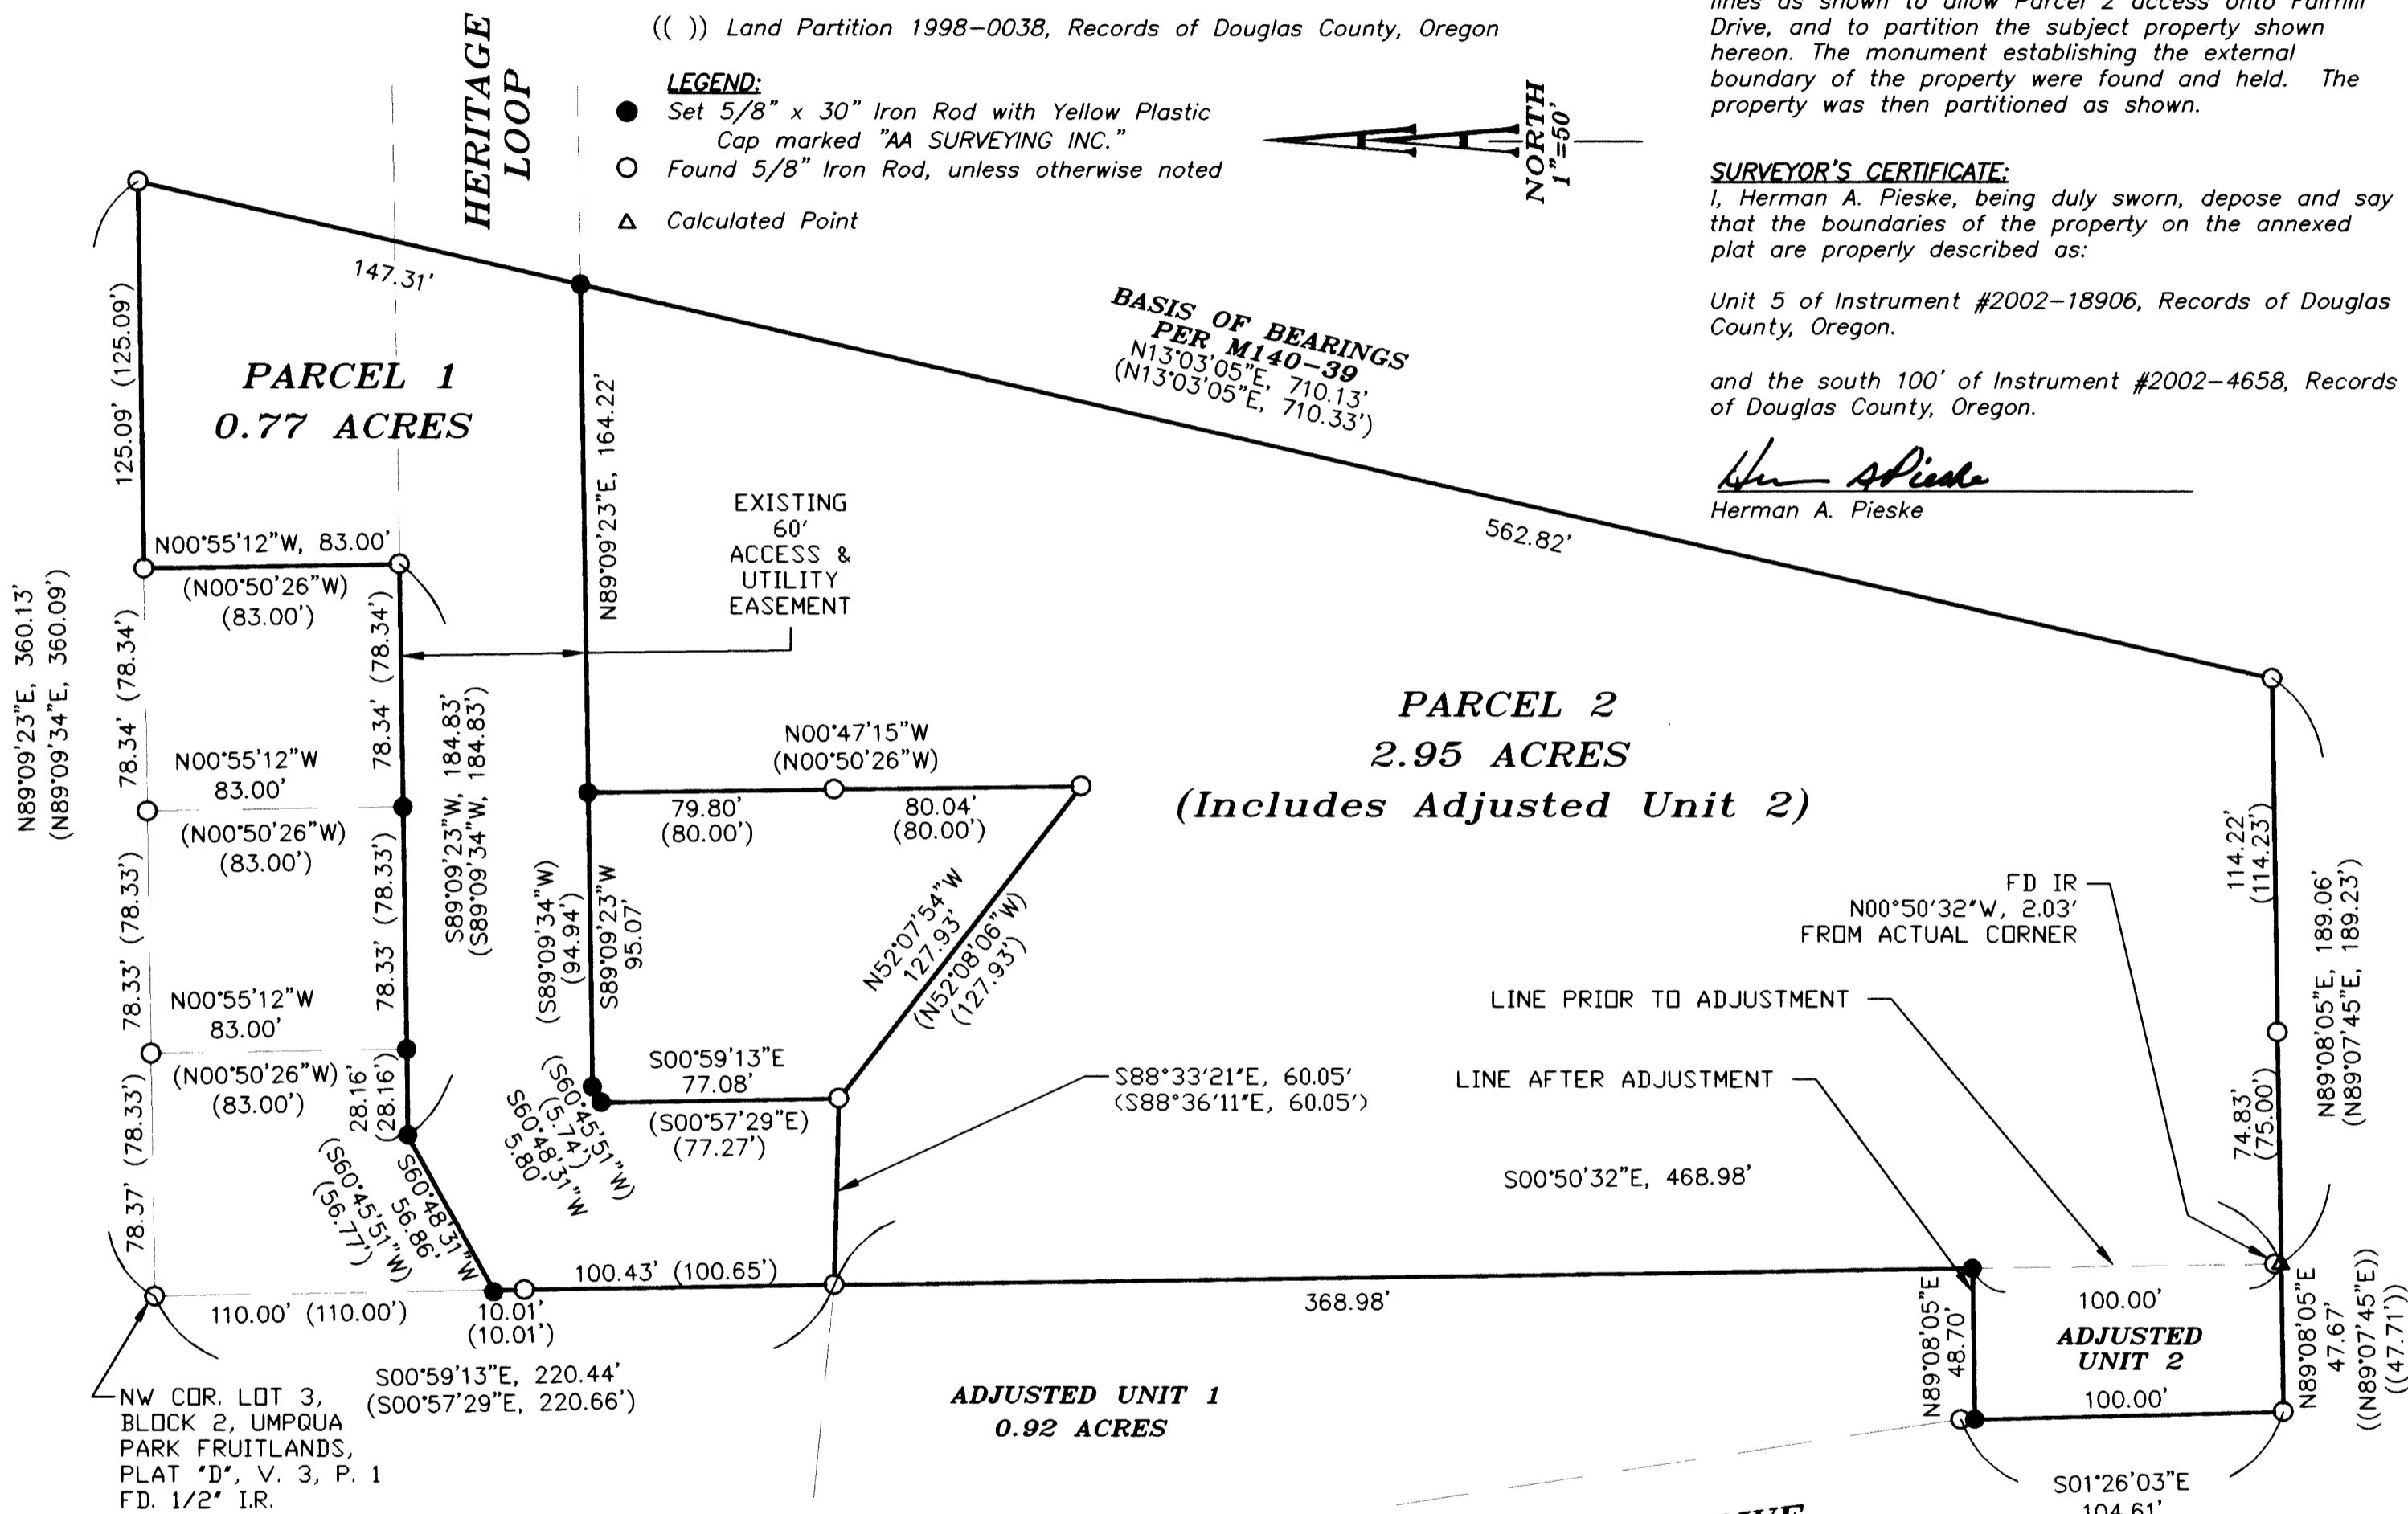 (( )) Land Partition 1998-0038, Records of Douglas County, Oregon
LEGEND:
Set 5/8" x 30" Iron Rod with Yellow Plastic
Cap marked "AA SURVEYING INC."
Found 5/8" Iron Rod, unless otherwise noted
Calculated Point
HERITAGE
LOOP
NORTH
1"=50'
lines as shown to allow Parcel 2 access onto Fairhill
Drive, and to partition the subject property shown
hereon. The monument establishing the external
boundary of the property were found and held. The
property was then partitioned as shown.
SURVEYOR'S CERTIFICATE:
I, Herman A. Pieske, being duly sworn, depose and say
that the boundaries of the property on the annexed
plat are properly described as:
Unit 5 of Instrument #2002-18906, Records of Douglas
County, Oregon.
and the south 100' of Instrument #2002-4658, Records
of Douglas County, Oregon.
Herman A. Pieske
147.31'
125.09' (125.09')
PARCEL 1
0.77 ACRES
BASIS OF BEARINGS
PER M140-39
N13°03'05"E, 710.13'
(N13°03'05"E, 710.33')
562.82'
N89°09'23"E, 164.22'
EXISTING
60'
ACCESS &
UTILITY
EASEMENT
N00°55'12"W, 83.00'
(N00°50'26"W)
(83.00')
N89°09'23"E, 360.13'
(N89°09'34"E, 360.09')
78.34' (78.34')
78.34' (78.34')
S89°09'23"W, 184.83'
(S89°09'34"W, 184.83')
N00°55'12"W
83.00'
(N00°50'26"W)
(83.00')
78.33' (78.33')
78.33' (78.33')
N00°47'15"W
(N00°50'26"W)
79.80'
(80.00')
80.04'
(80.00')
PARCEL 2
2.95 ACRES
(Includes Adjusted Unit 2)
(S89°09'34"W)
(94.94')
S89°09'23"W
95.07'
N52°07'54"W
127.93'
(N52°08'06"W)
(127.93')
N00°55'12"W
83.00'
(N00°50'26"W)
(83.00')
28.16'
(28.16')
78.37' (78.33')
S00°59'13"E
77.08'
(S00°57'29"E)
(77.27')
(S60°45'51"W)
(5.74')
S60°48'31"W
5.80'
S60°48'31"W
56.86'
(S60°45'51"W)
(56.77')
S88°33'21"E, 60.05'
(S88°36'11"E, 60.05')
FD IR
N00°50'32"W, 2.03'
FROM ACTUAL CORNER
LINE PRIOR TO ADJUSTMENT
LINE AFTER ADJUSTMENT
S00°50'32"E, 468.98'
114.22'
(114.23')
N89°08'05"E, 189.06'
(N89°07'45"E, 189.23')
74.83'
(75.00')
110.00' (110.00')
10.01'
(10.01')
100.43' (100.65')
S00°59'13"E, 220.44'
(S00°57'29"E, 220.66')
368.98'
N89°08'05"E
48.70'
100.00'
ADJUSTED
UNIT 2
100.00'
N89°08'05"E
47.67'
((N89°07'45"E))
((47.71'))
NW COR. LOT 3,
BLOCK 2, UMPQUA
PARK FRUITLANDS,
PLAT "D", V. 3, P. 1
FD. 1/2" I.R.
ADJUSTED UNIT 1
0.92 ACRES
S01°26'03"E
104.61'